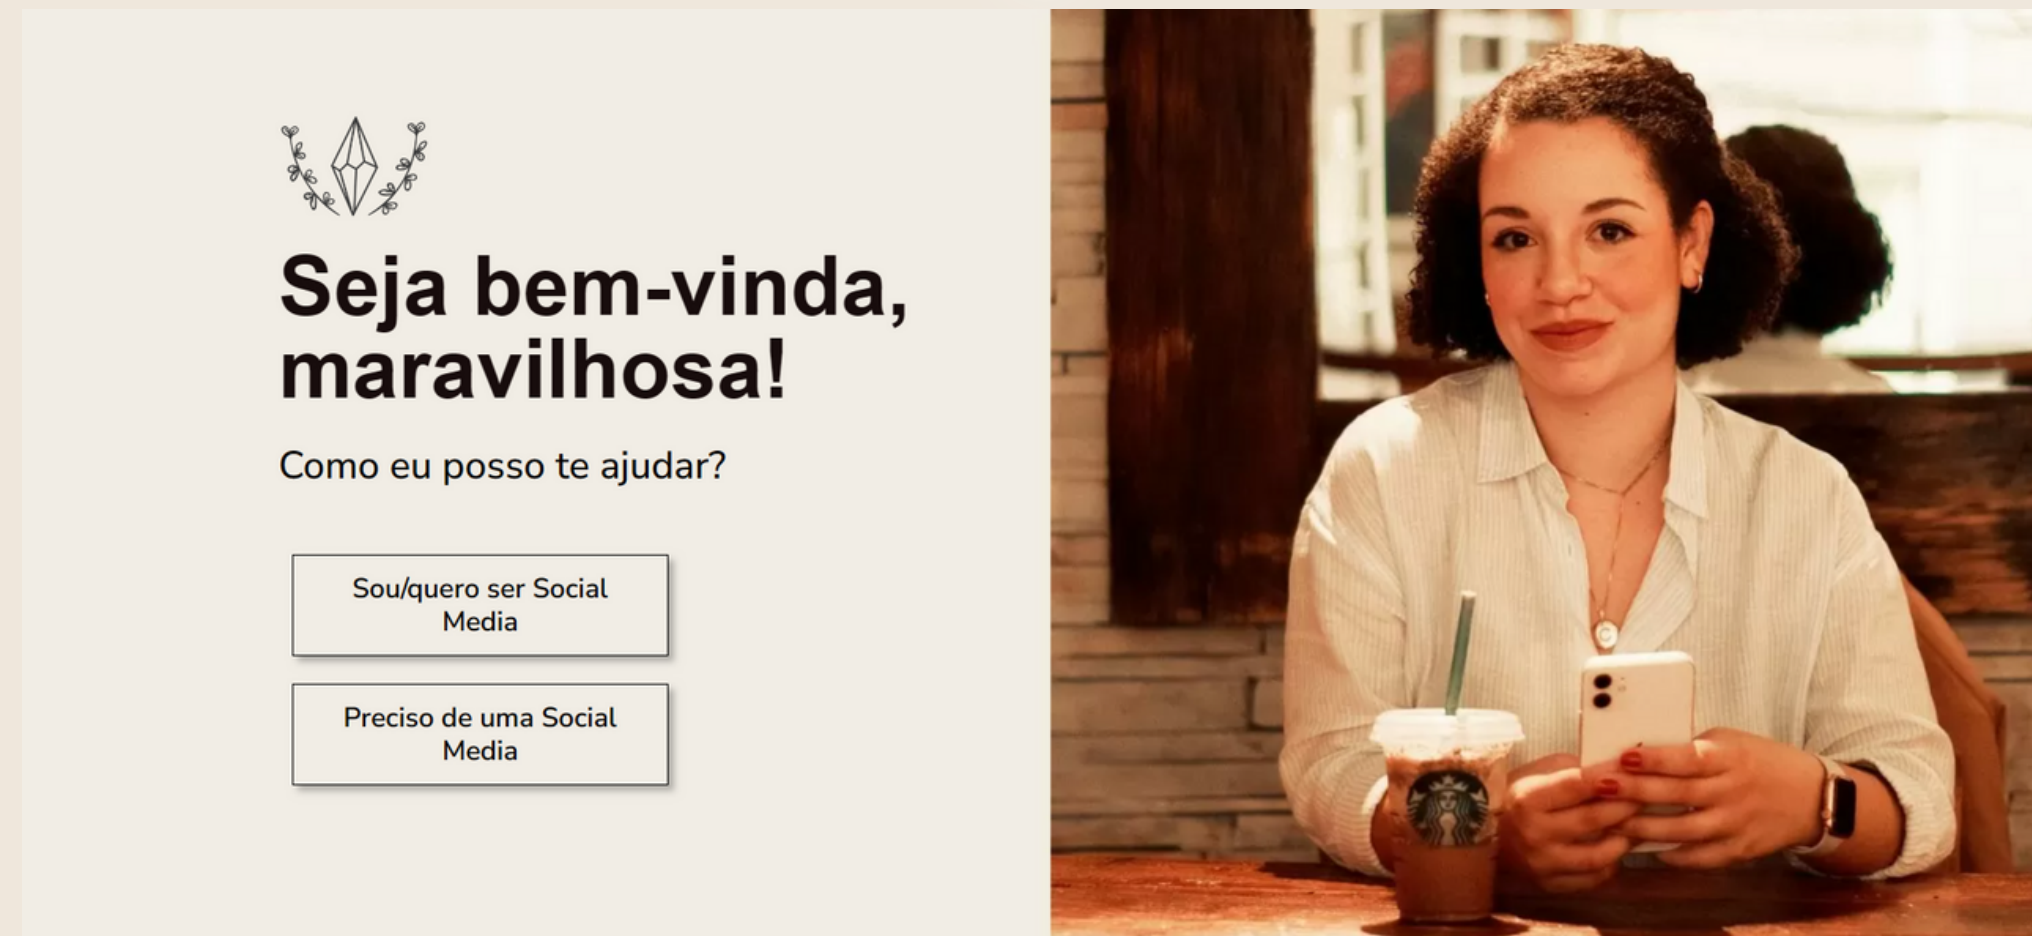 Seja bem-vinda,
maravilhosa!
Como eu posso te ajudar?
Sou/quero ser Social
Media
Preciso de uma Social
Media
C